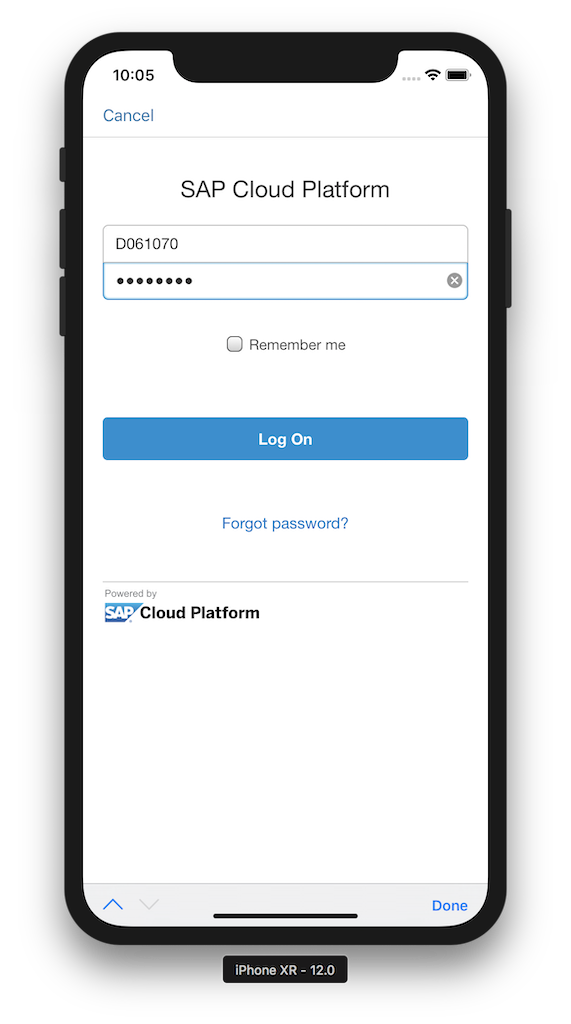 10:05
Cancel
SAP Cloud Platform
D061070
••••••••
Remember me
Log On
Forgot password?
Powered by
SAP Cloud Platform
Done
iPhone XR - 12.0